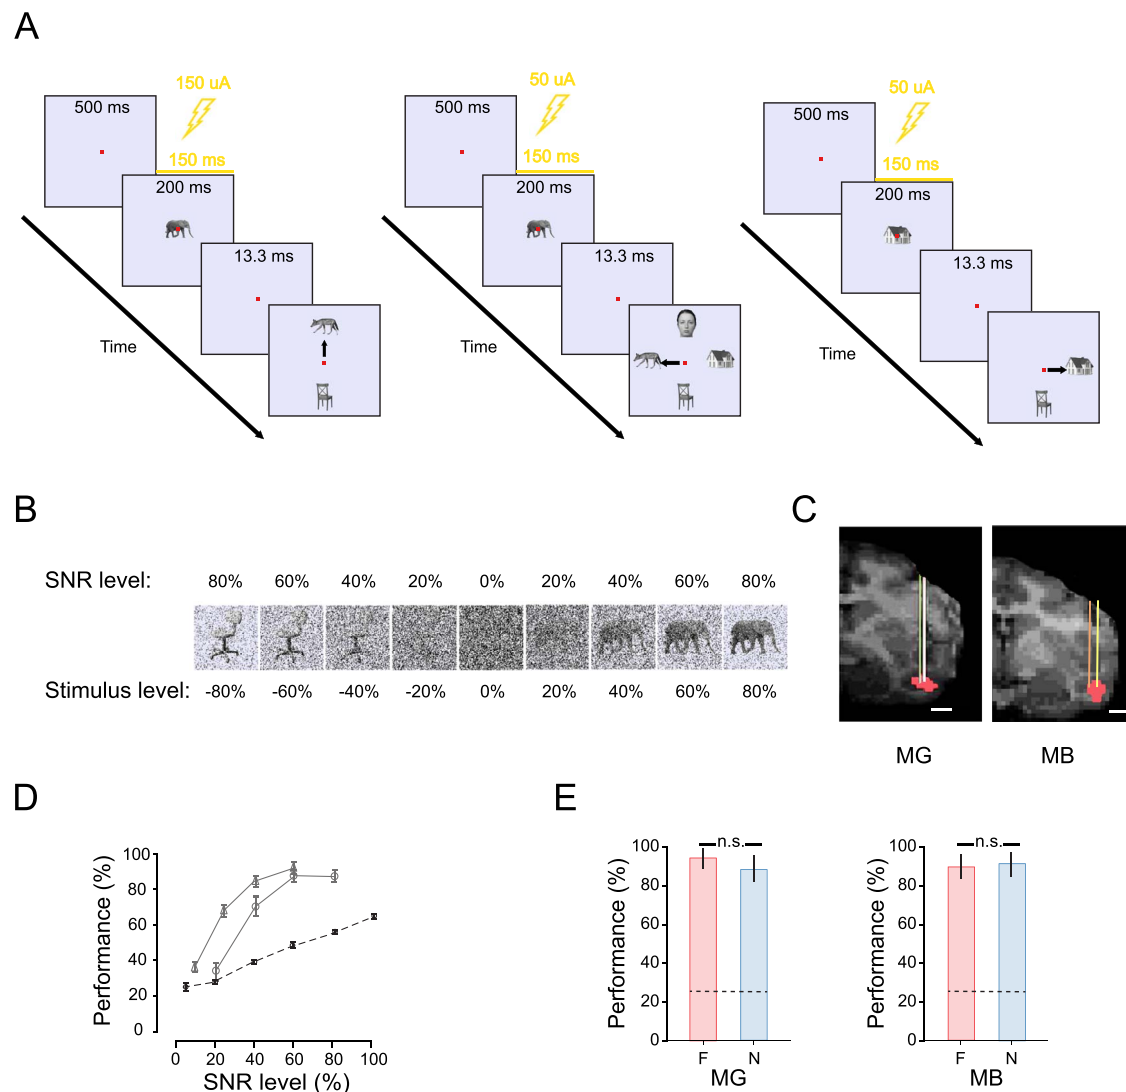 A
150 uA
50 uA
50 uA
500 ms
500 ms
500 ms
150 ms
150 ms
150 ms
200 ms
200 ms
200 ms
13.3 ms
13.3 ms
13.3 ms
Time
Time
Time
B
C
SNR level:
80%
60%
40%
20%
0%
20%
40%
60%
80%
Stimulus level:
-80%
-60%
-40%
-20%
0%
20%
40%
60%
80%
MG
MB
D
Performance (%)
100
80
60
40
20
0
0
20
40
60
80
100
SNR level (%)
E
Performance (%)
100
80
60
40
20
0
n.s.
F
N
MG
Performance (%)
100
80
60
40
20
0
n.s.
F
N
MB